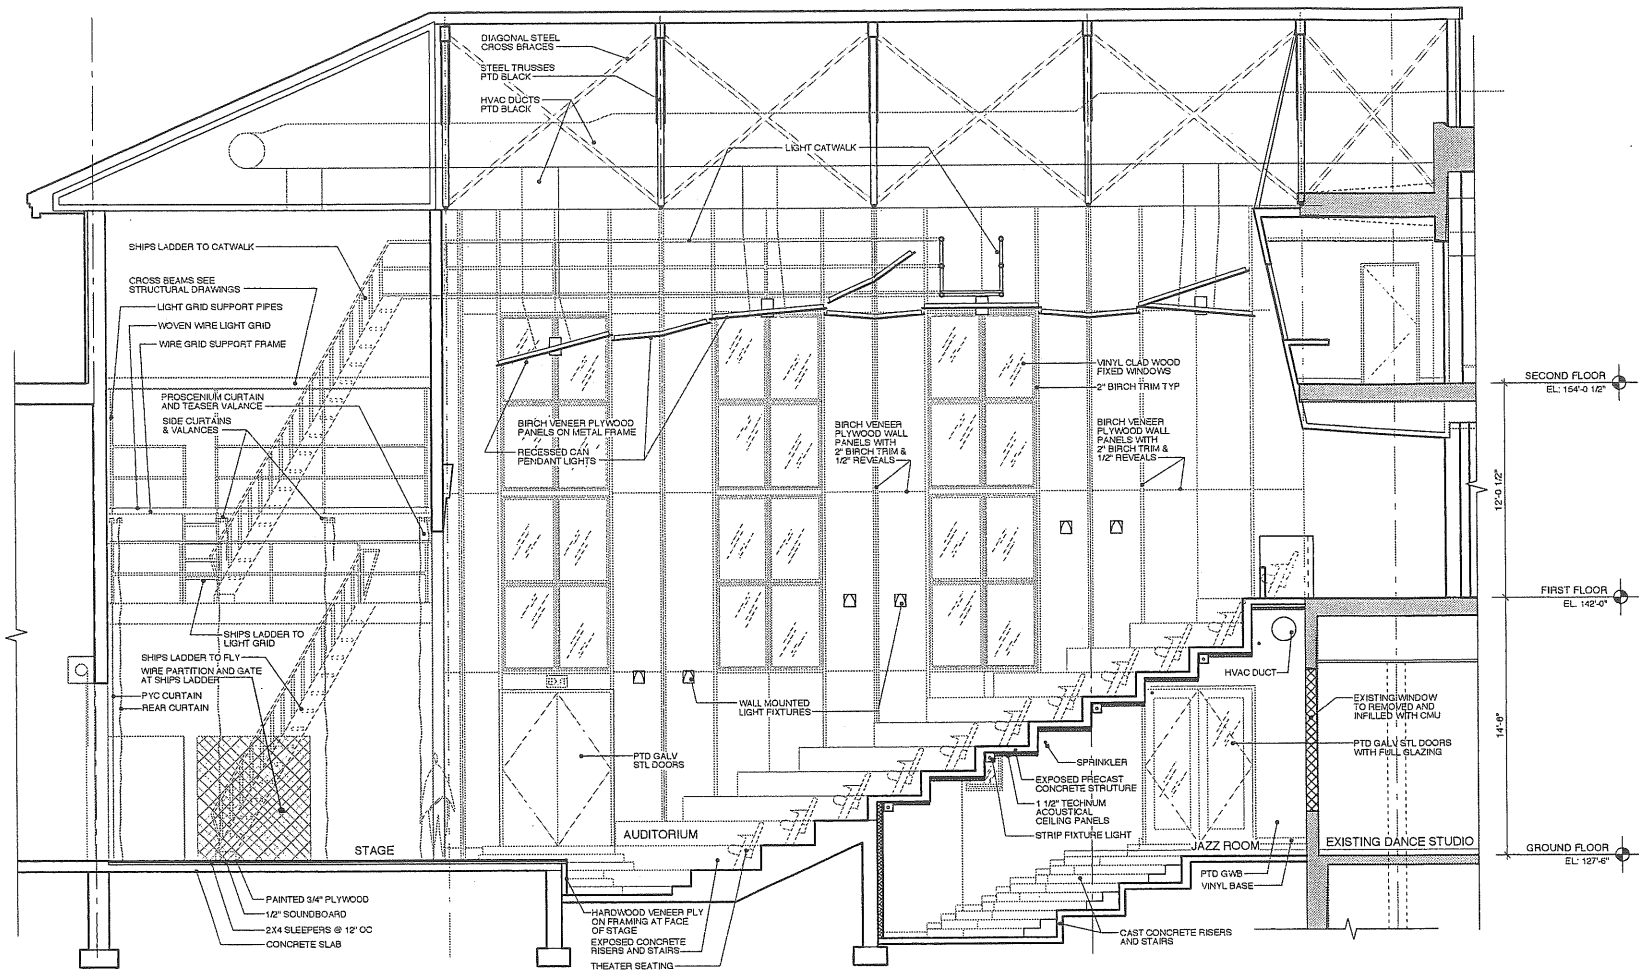 DIAGONAL STEEL
CROSS BRACES
STEEL TRUSSES
PTD BLACK
HVAC DUCTS
PTD BLACK
LIGHT CATWALK
SHIPS LADDER TO CATWALK
CROSS BEAMS SEE
STRUCTURAL DRAWINGS
LIGHT GRID SUPPORT PIPES
WOVEN WIRE LIGHT GRID
WIRE GRID SUPPORT FRAME
PROSCENIUM CURTAIN
AND TEASER VALANCE
SIDE CURTAINS
& VALANCES
BIRCH VENEER PLYWOOD
PANELS ON METAL FRAME
RECESSED CAN
PENDANT LIGHTS
VINYL CLAD WOOD
FIXED WINDOWS
2" BIRCH TRIM TYP
BIRCH VENEER
PLYWOOD WALL
PANELS WITH
2" BIRCH TRIM &
1/2" REVEALS
BIRCH VENEER
PLYWOOD WALL
PANELS WITH
2" BIRCH TRIM &
1/2" REVEALS
SECOND FLOOR
EL: 154'-0 1/2"
12'-0 1/2"
FIRST FLOOR
EL. 142'-0"
14'-6"
GROUND FLOOR
EL: 127'-6"
SHIPS LADDER TO
LIGHT GRID
SHIPS LADDER TO FLY
WIRE PARTITION AND GATE
AT SHIPS LADDER
PYC CURTAIN
REAR CURTAIN
WALL MOUNTED
LIGHT FIXTURES
PTD GALV
STL DOORS
HVAC DUCT
EXISTING WINDOW
TO REMOVED AND
INFILLED WITH CMU
PTD GALV STL DOORS
WITH FULL GLAZING
SPRINKLER
EXPOSED PRECAST
CONCRETE STRUTURE
1 1/2" TECHNUM
ACOUSTICAL
CEILING PANELS
STRIP FIXTURE LIGHT
STAGE
AUDITORIUM
JAZZ ROOM
EXISTING DANCE STUDIO
PTD GWB
VINYL BASE
PAINTED 3/4" PLYWOOD
1/2" SOUNDBOARD
2X4 SLEEPERS @ 12" OC
CONCRETE SLAB
HARDWOOD VENEER PLY
ON FRAMING AT FACE
OF STAGE
EXPOSED CONCRETE
RISERS AND STAIRS
THEATER SEATING
CAST CONCRETE RISERS
AND STAIRS